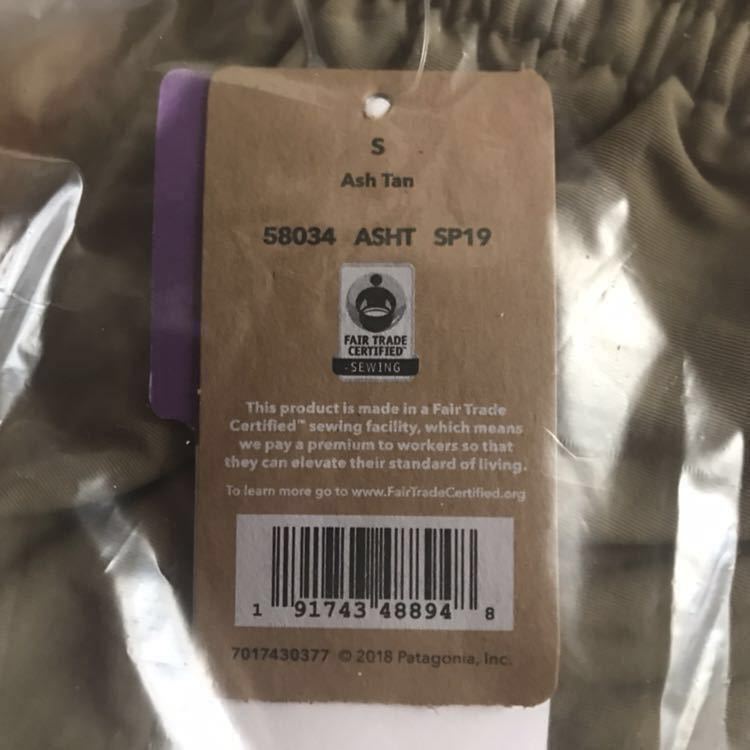 S
Ash Tan
58034 ASHT SP19
FAIR TRADE
CERTIFIED™
- SEWING
This product is made in a Fair Trade
Certified™ sewing facility, which means
we pay a premium to workers so that
they can elevate their standard of living.
To learn more go to www.FairTradeCertified.org
1 91743 48894 8
7017430377 © 2018 Patagonia, Inc.